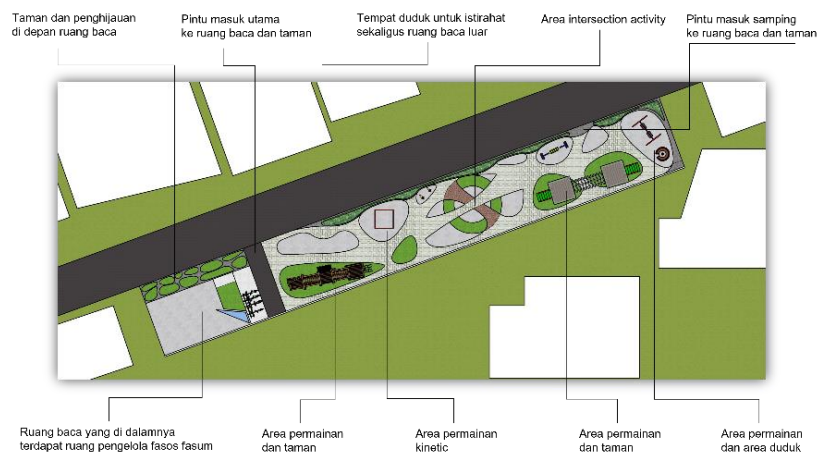 Taman dan penghijauan
di depan ruang baca
Pintu masuk utama
ke ruang baca dan taman
Tempat duduk untuk istirahat
sekaligus ruang baca luar
Area intersection activity
Pintu masuk samping
ke ruang baca dan taman
Ruang baca yang di dalamnya
terdapat ruang pengelola fasos fasum
Area permainan
dan taman
Area permainan
kinetic
Area permainan
dan taman
Area permainan
dan area duduk